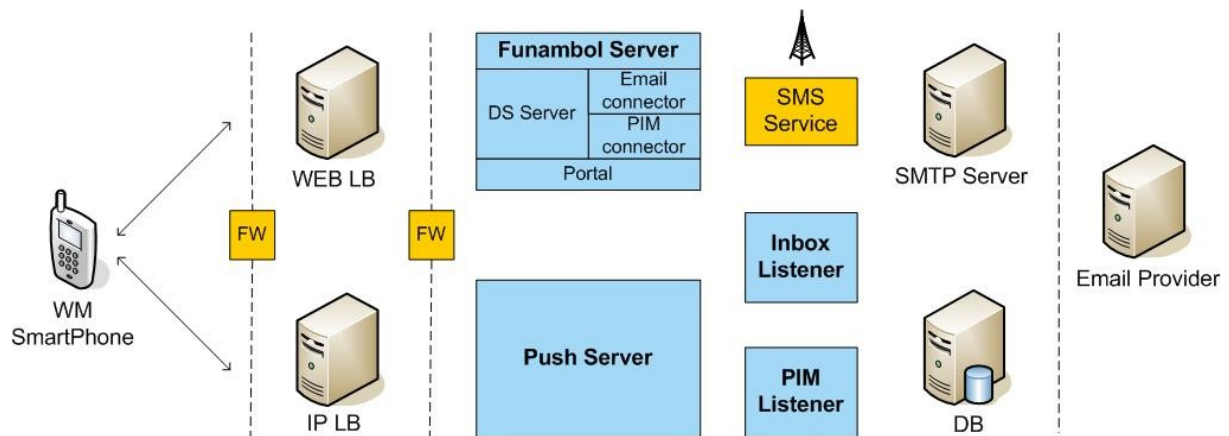 Funambol Server
DS Server
Email
connector
PIM
connector
Portal
SMS
Service
WEB LB
SMTP Server
FW
FW
WM
SmartPhone
Inbox
Listener
Email Provider
Push Server
PIM
Listener
IP LB
DB